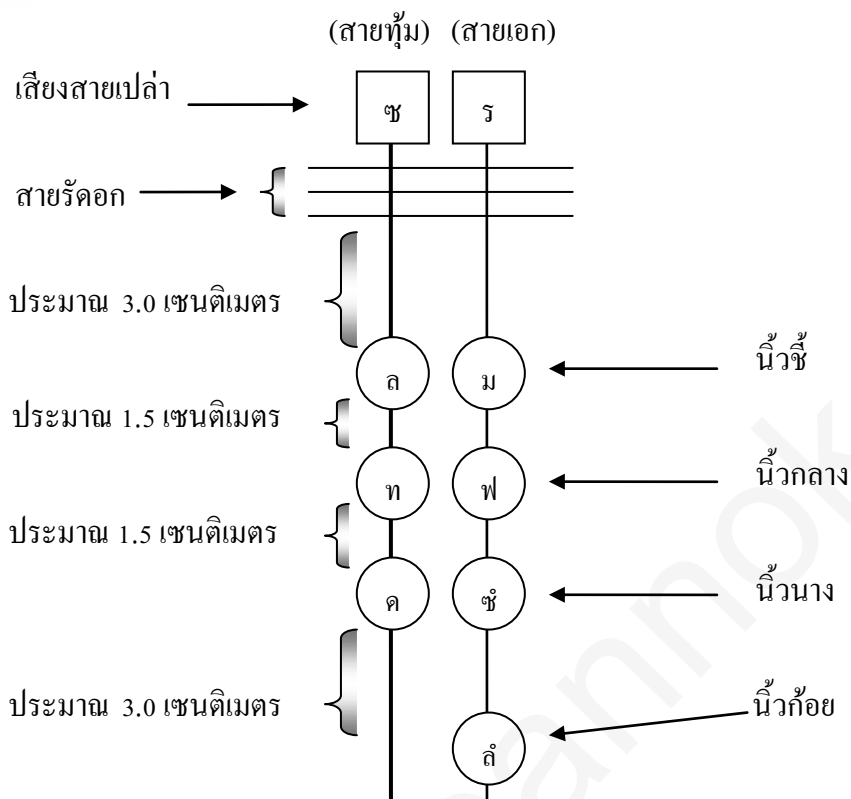 (สายทุ้ม) (สายเอก)
เสียงสายเปล่า
ซ ร
สายรัดอก
ประมาณ 3.0 เซนติเมตร
ล ม นิ้วชี้
ประมาณ 1.5 เซนติเมตร
ท ฟ นิ้วกลาง
ประมาณ 1.5 เซนติเมตร
ด ซํ นิ้วนาง
ประมาณ 3.0 เซนติเมตร
นิ้วก้อย
ลํ